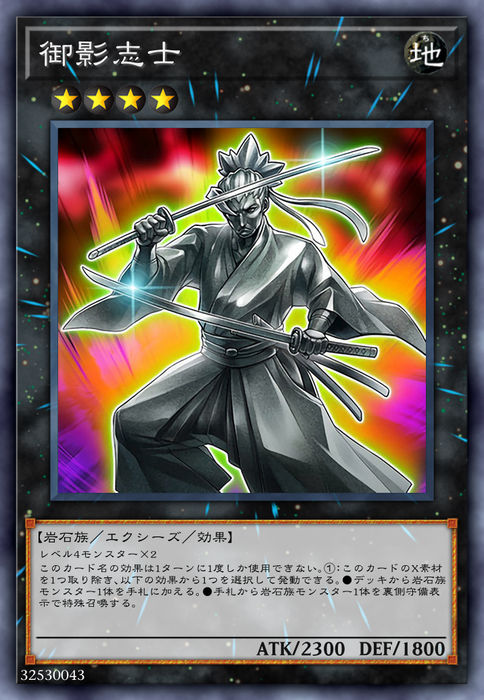 御影志士
ち
地
【岩石族／エクシーズ／効果】
レベル4モンスター×2
このカード名の効果は1ターンに1度しか使用できない。①：このカードのX素材
を1つ取り除き、以下の効果から1つを選択して発動できる。●デッキから岩石族
モンスター1体を手札に加える。●手札から岩石族モンスター1体を裏側守備表
示で特殊召喚する。
ATK/2300 DEF/1800
32530043